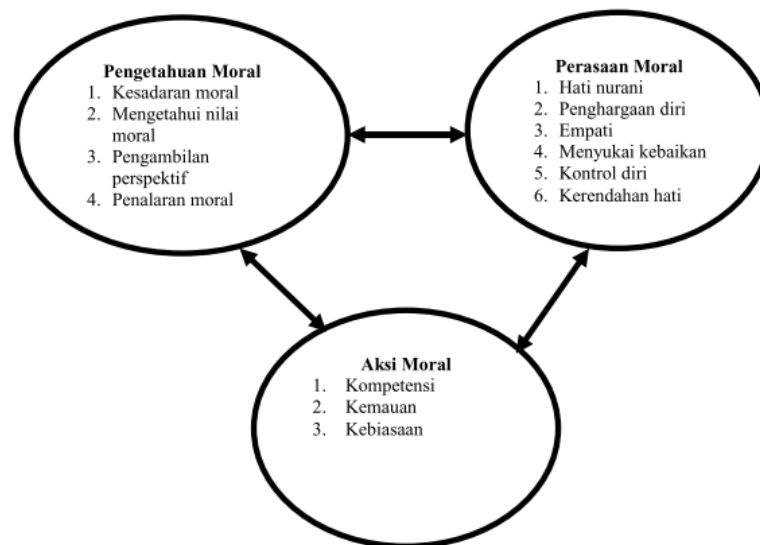 Pengetahuan Moral
1. Kesadaran moral
2. Mengetahui nilai
moral
3. Pengambilan
perspektif
4. Penalaran moral
Perasaan Moral
1. Hati nurani
2. Penghargaan diri
3. Empati
4. Menyukai kebaikan
5. Kontrol diri
6. Kerendahan hati
Aksi Moral
1. Kompetensi
2. Kemauan
3. Kebiasaan